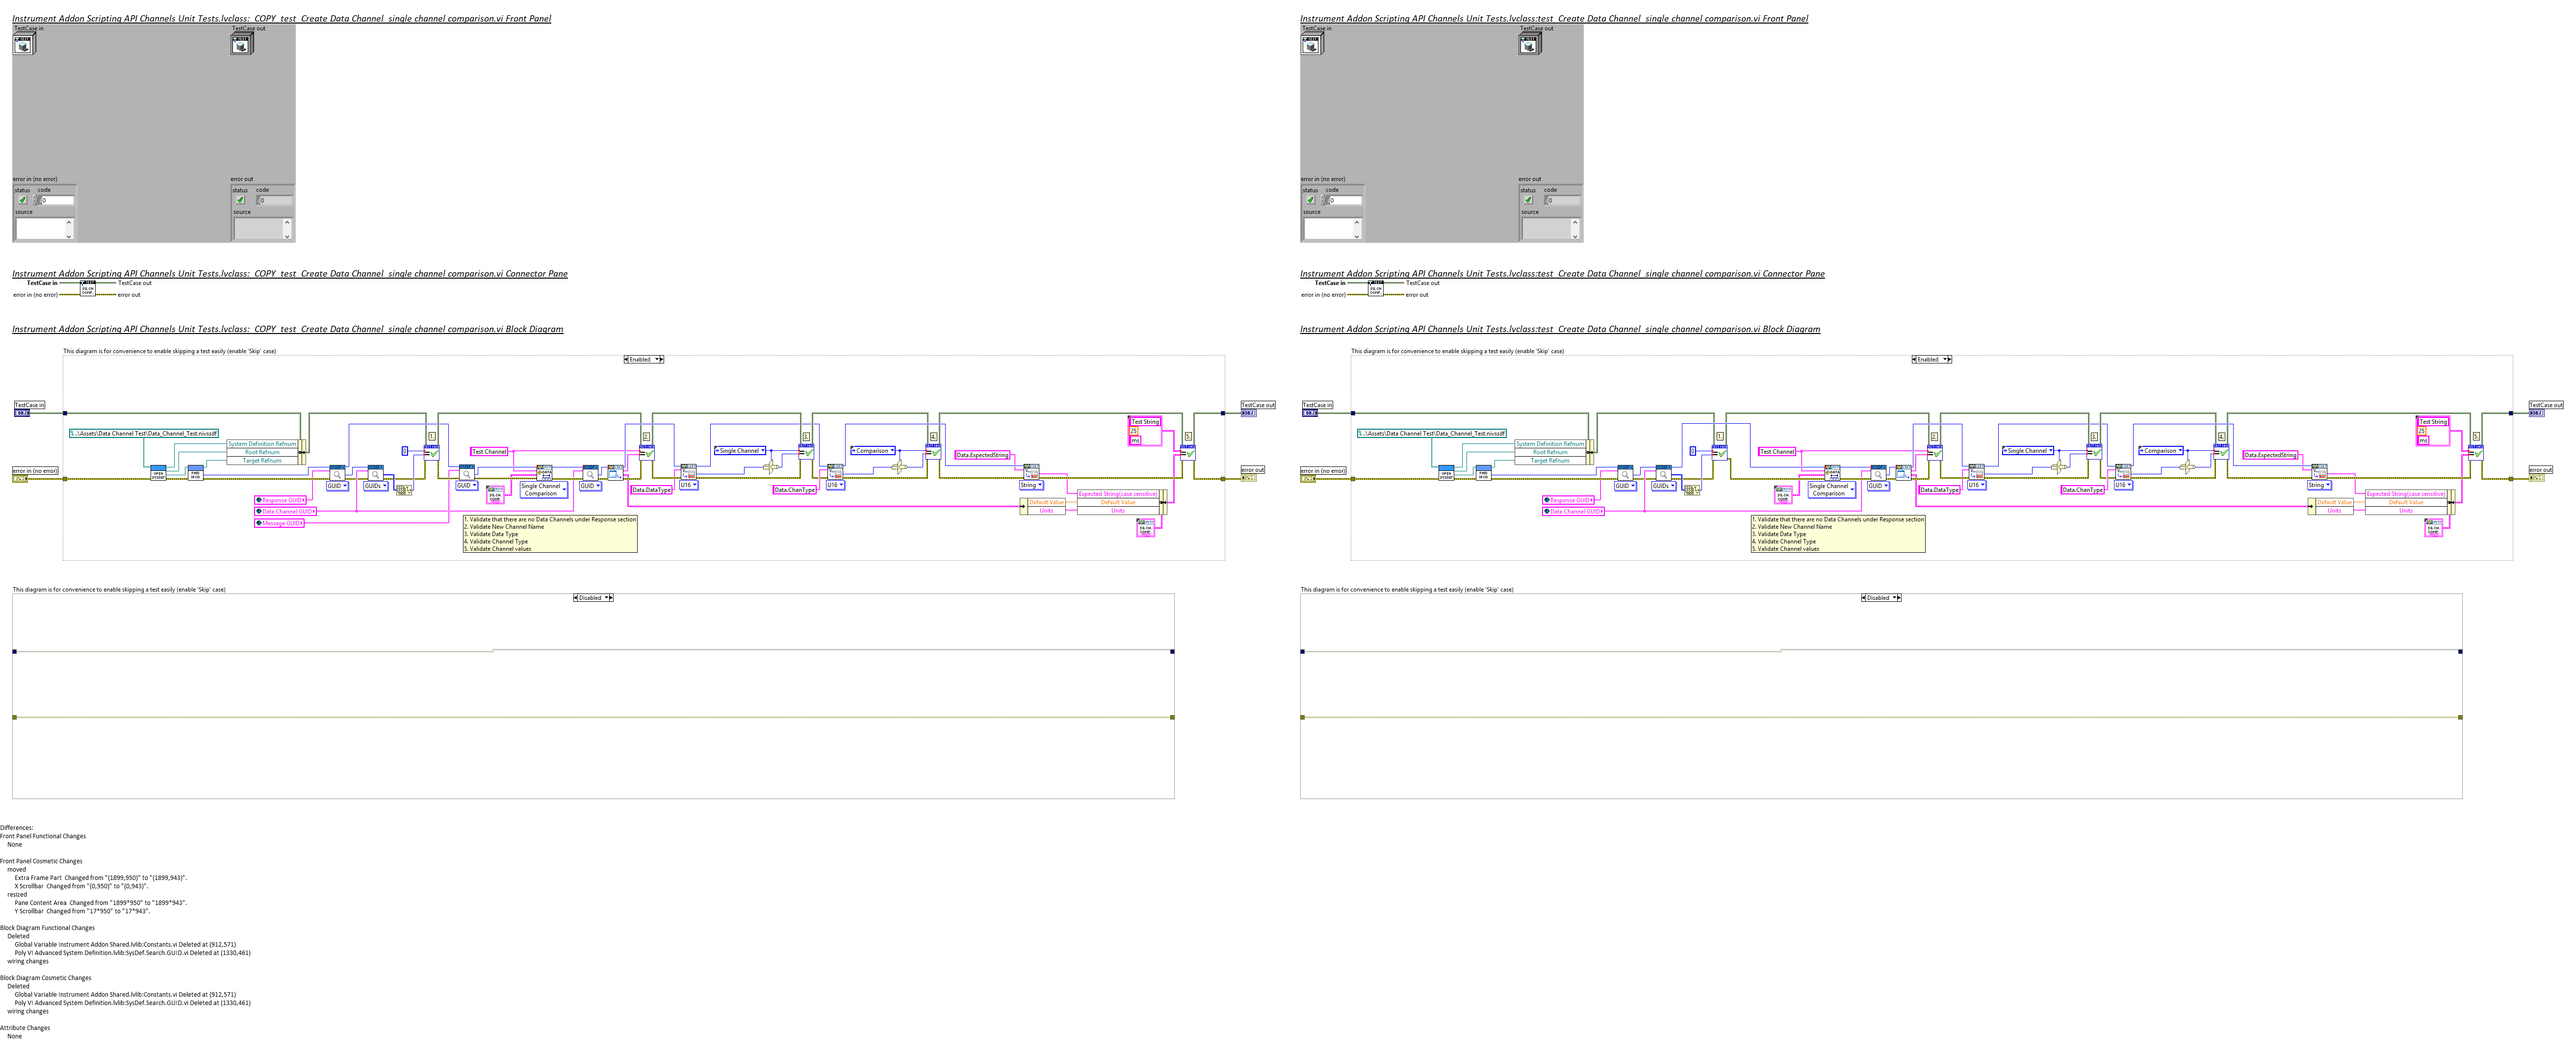 Instrument Addon Scripting API Channels Unit Tests.lvclass:_COPY_test_Create Data Channel_single channel comparison.vi Front Panel
TestCase in
TestCase out
error in (no error)
status code
0
source
error out
status code
0
source
Instrument Addon Scripting API Channels Unit Tests.lvclass:_COPY_test_Create Data Channel_single channel comparison.vi Connector Pane
TestCase in
TestCase out
error in (no error)
error out
Instrument Addon Scripting API Channels Unit Tests.lvclass:_COPY_test_Create Data Channel_single channel comparison.vi Block Diagram
This diagram is for convenience to enable skipping a test easily (enable 'Skip' case)
Enabled
TestCase in
TestCase out
..\Assets\Data Channel Test\Data_Channel_Test.nivssdf
System Definition Refnum
Root Refnum
Target Refnum
error in (no error)
error out
Response GUID
Data Channel GUID
Message GUID
GUID
GUIDs
0
1
GUID
Test Channel
Single Channel
Comparison
GUID
2
Data.DataType
U16
Single Channel
3
Data.ChanType
U16
Comparison
4
Data.ExpectedString
String
Default Value
Units
Expected String(case sensitive)
Default Value
Units
Test String
25
ms
5
1. Validate that there are no Data Channels under Response section
2. Validate New Channel Name
3. Validate Data Type
4. Validate Channel Type
5. Validate Channel values
This diagram is for convenience to enable skipping a test easily (enable 'Skip' case)
Disabled
Differences:
Front Panel Functional Changes
None
Front Panel Cosmetic Changes
moved
Extra Frame Part Changed from "(1899,950)" to "(1899,943)".
X Scrollbar Changed from "(0,950)" to "(0,943)".
resized
Pane Content Area Changed from "1899*950" to "1899*943".
Y Scrollbar Changed from "17*950" to "17*943".
Block Diagram Functional Changes
Deleted
Global Variable Instrument Addon Shared.lvlib:Constants.vi Deleted at (912,571)
Poly VI Advanced System Definition.lvlib:SysDef.Search.GUID.vi Deleted at (1330,461)
wiring changes
Block Diagram Cosmetic Changes
Deleted
Global Variable Instrument Addon Shared.lvlib:Constants.vi Deleted at (912,571)
Poly VI Advanced System Definition.lvlib:SysDef.Search.GUID.vi Deleted at (1330,461)
wiring changes
Attribute Changes
None
Instrument Addon Scripting API Channels Unit Tests.lvclass:test_Create Data Channel_single channel comparison.vi Front Panel
TestCase in
TestCase out
error in (no error)
status code
0
source
error out
status code
0
source
Instrument Addon Scripting API Channels Unit Tests.lvclass:test_Create Data Channel_single channel comparison.vi Connector Pane
TestCase in
TestCase out
error in (no error)
error out
Instrument Addon Scripting API Channels Unit Tests.lvclass:test_Create Data Channel_single channel comparison.vi Block Diagram
This diagram is for convenience to enable skipping a test easily (enable 'Skip' case)
Enabled
TestCase in
TestCase out
..\Assets\Data Channel Test\Data_Channel_Test.nivssdf
System Definition Refnum
Root Refnum
Target Refnum
error in (no error)
error out
Response GUID
Data Channel GUID
GUID
GUIDs
0
1
Test Channel
Single Channel
Comparison
GUID
2
Data.DataType
U16
Single Channel
3
Data.ChanType
U16
Comparison
4
Data.ExpectedString
String
Default Value
Units
Expected String(case sensitive)
Default Value
Units
Test String
25
ms
5
1. Validate that there are no Data Channels under Response section
2. Validate New Channel Name
3. Validate Data Type
4. Validate Channel Type
5. Validate Channel values
This diagram is for convenience to enable skipping a test easily (enable 'Skip' case)
Disabled